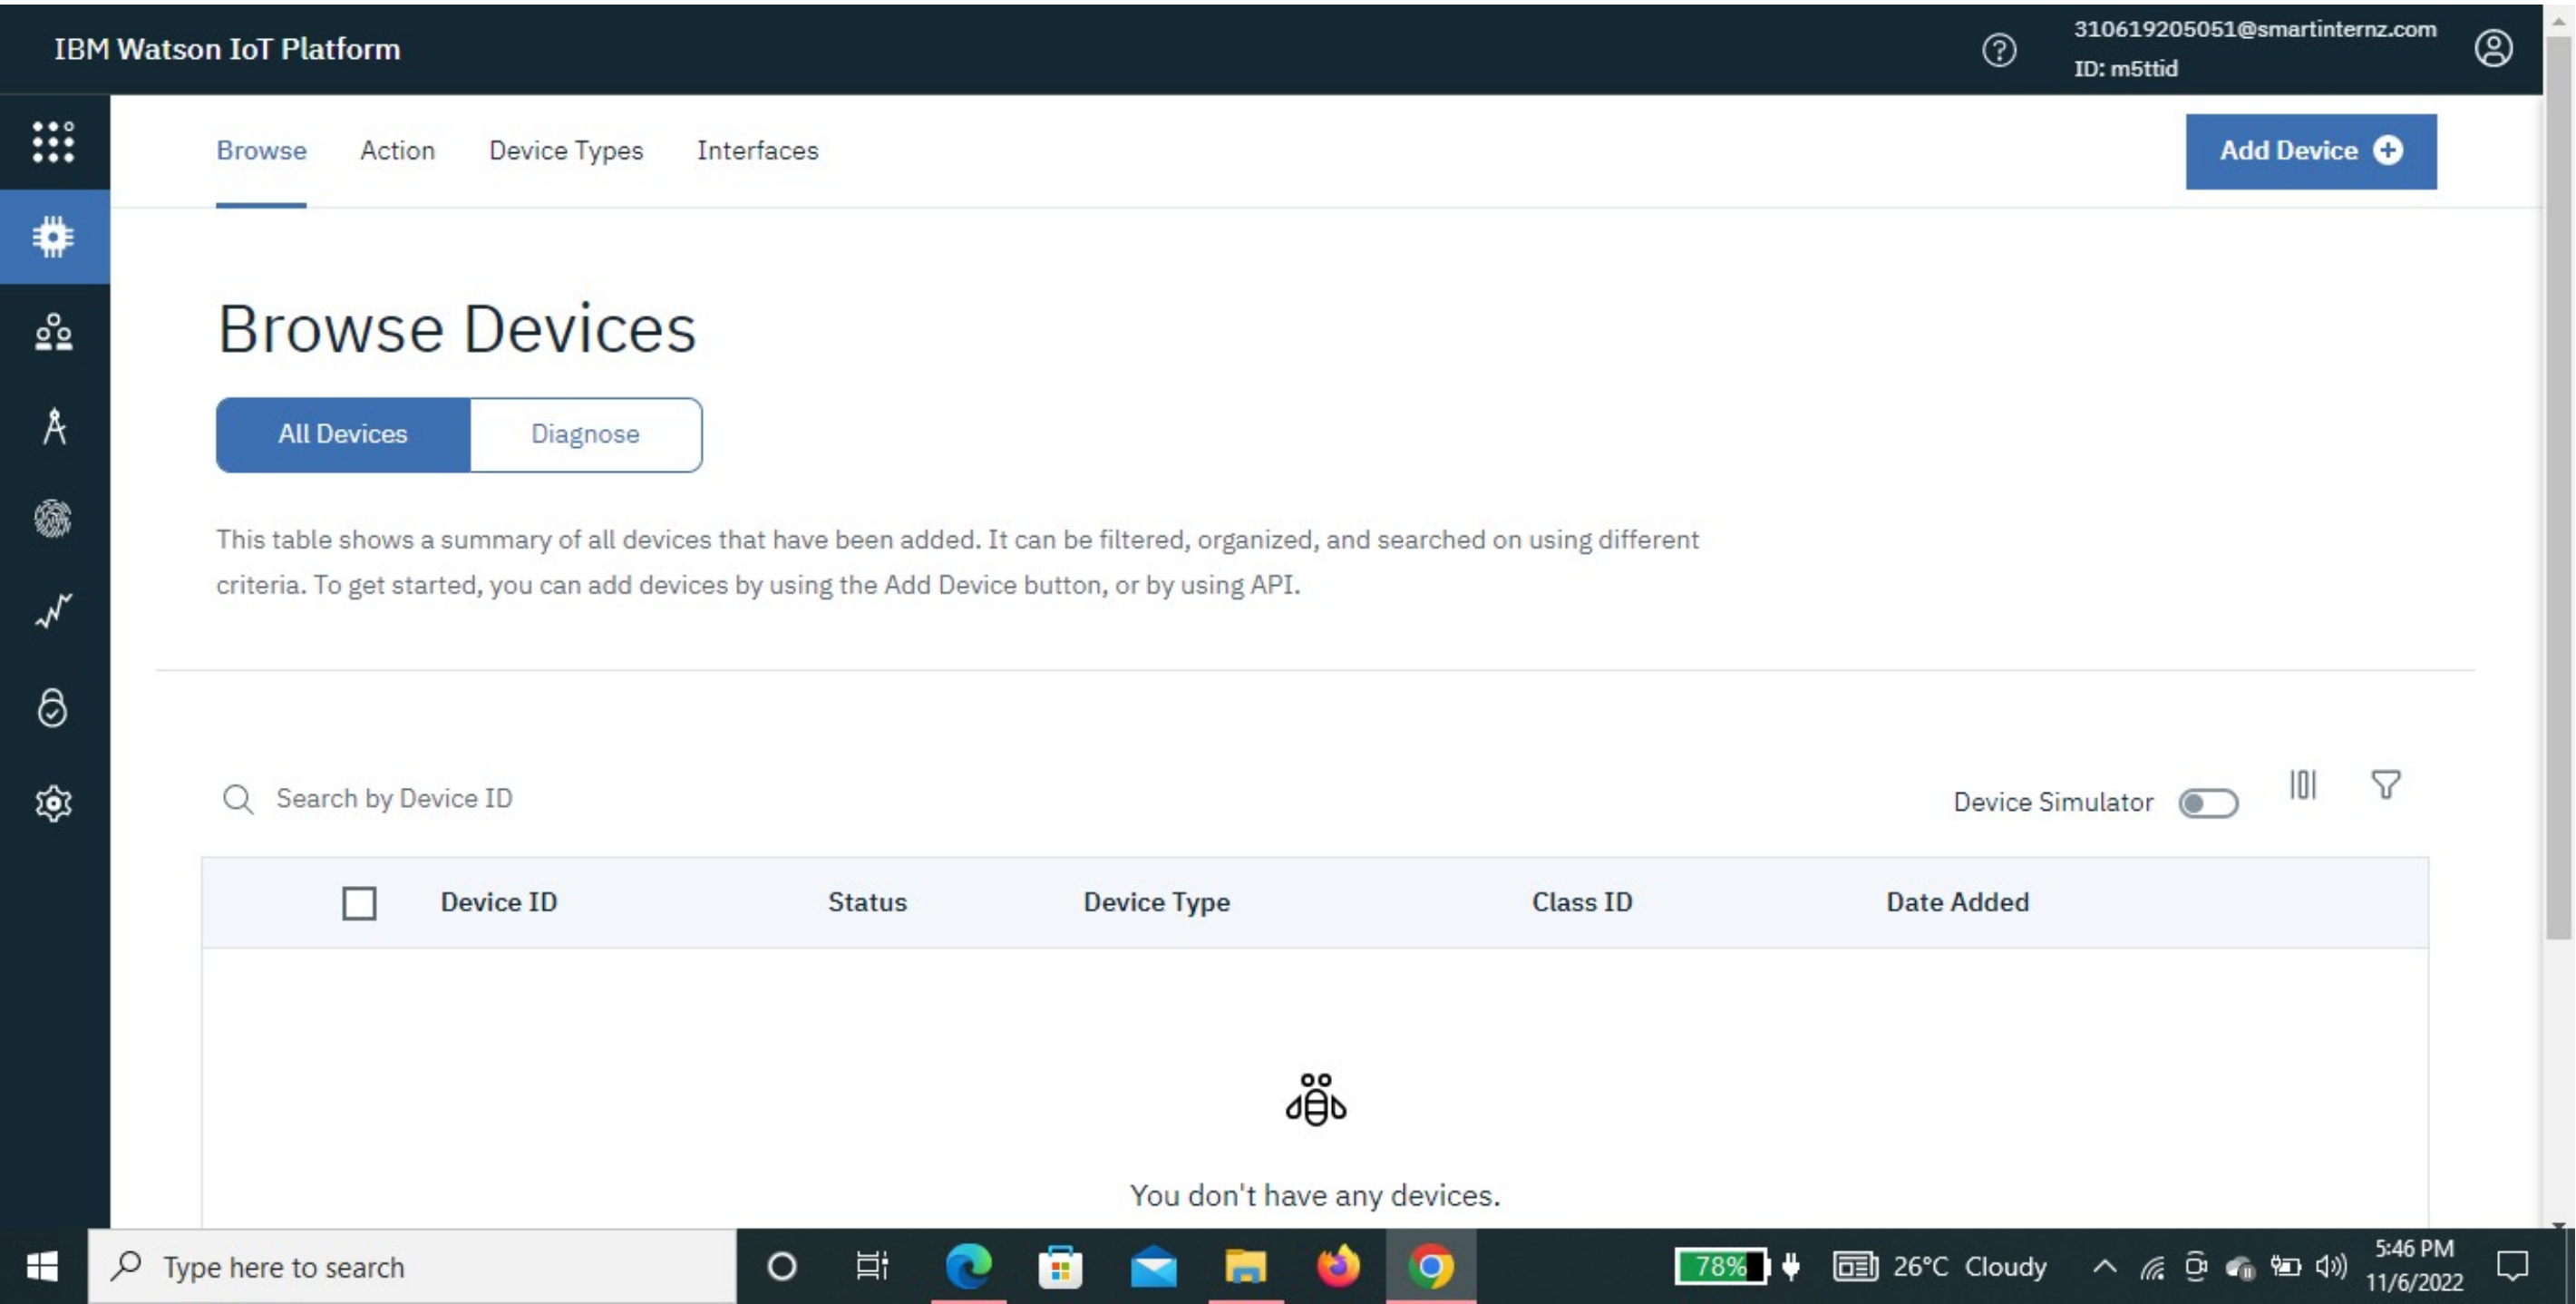 IBM Watson IoT Platform
310619205051@smartinternz.com
ID: m5ttid
Browse Action Device Types Interfaces
Add Device
Browse Devices
All Devices Diagnose
This table shows a summary of all devices that have been added. It can be filtered, organized, and searched on using different
criteria. To get started, you can add devices by using the Add Device button, or by using API.
Search by Device ID
Device Simulator
Device ID Status Device Type Class ID Date Added
You don't have any devices.
Type here to search
78%
26°C Cloudy
5:46 PM
11/6/2022